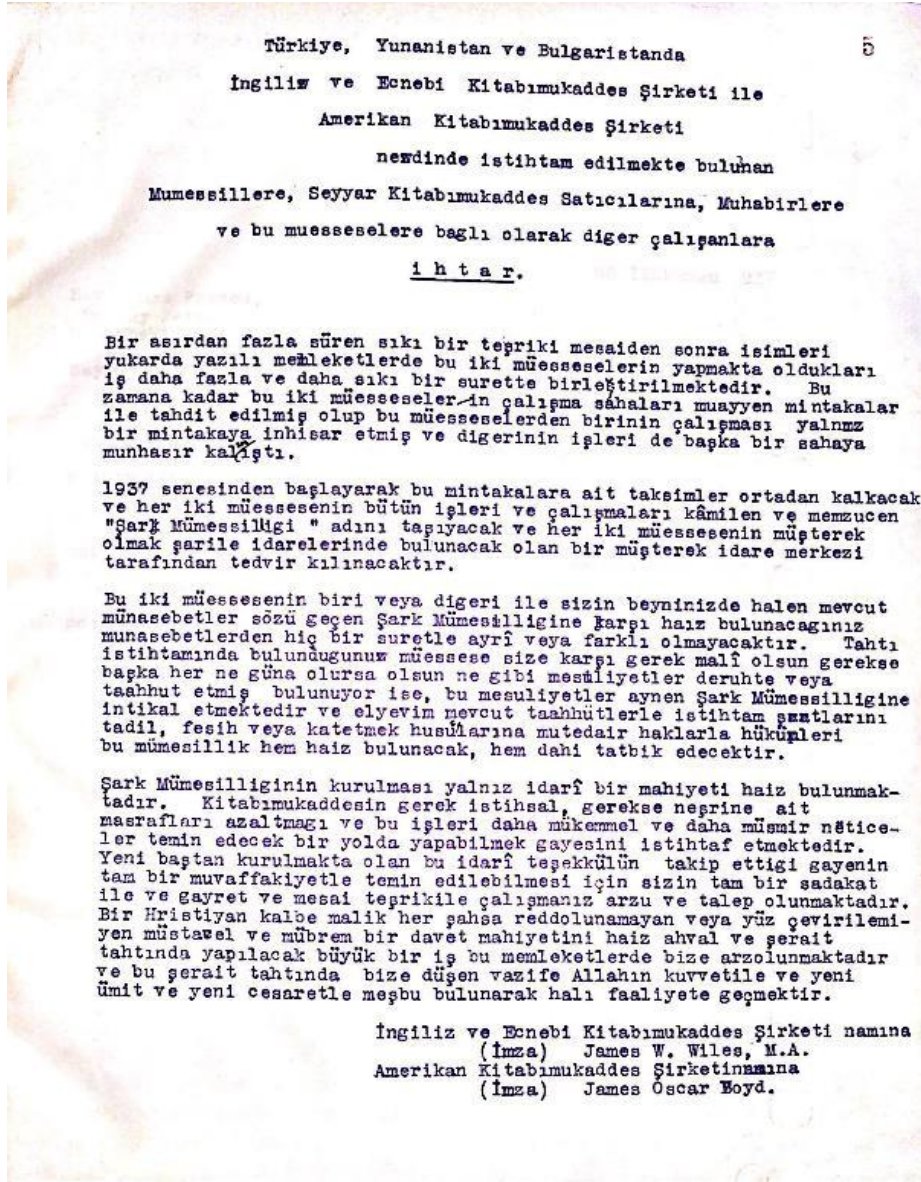 5
Türkiye, Yunanistan ve Bulgaristanda
İngiliz ve Ecnebi Kitabımukaddes Şirketi ile
Amerikan Kitabımukaddes Şirketi
nezdinde istihtam edilmekte bulunan
Mumessillere, Seyyar Kitabımukaddes Satıcılarına, Muhabirlere
ve bu muesseselere baglı olarak diger çalışanlara
i h t a r.
Bir asırdan fazla süren sıkı bir teşriki mesaiden sonra isimleri
yukarda yazılı memleketlerde bu iki müesseselerin yapmakta oldukları
iş daha fazla ve daha sıkı bir surette birleştirilmektedir. Bu
zamana kadar bu iki müesseseler in çalışma sahaları muayyen mintakalar
ile tahdit edilmiş olup bu müesseselerden birinin çalışması yalnız
bir mintakaya inhisar etmiş ve digerinin işleri de başka bir sahaya
munhasır kalmıştı.
1937 senesinden başlayarak bu mintakalara ait taksimler ortadan kalkacak
ve her iki müessesenin bütün işleri ve çalışmaları kâmilen ve memzucen
"Şark Mümessilligi " adını taşıyacak ve her iki müessesenin müşterek
olmak şarile idarelerinde bulunacak olan bir müşterek idare merkezi
tarafından tedvir kılınacaktır.
Bu iki müessesenin biri veya digeri ile sizin beyninizde halen mevcut
münasebetler sözü geçen Şark Mümesilligine karşı haiz bulunacagınız
munasebetlerden hiç bir suretle ayrî veya farklı olmayacaktır. Tahtı
istihtamında bulundugunuz müessese size karşı gerek malî olsun gerekse
başka her ne güna olursa olsun ne gibi mesuliyetler deruhte veya
taahhut etmiş bulunuyor ise, bu mesuliyetler aynen Şark Mümessilligine
intikal etmektedir ve elyevim mevcut taahhütlerle istihtam şartlarını
tadil, fesih veya katetmek husularına mutedair haklarla hükümleri
bu mümesillik hem haiz bulunacak, hem dahi tatbik edecektir.
Şark Mümesilliginin kurulması yalnız idarî bir mahiyeti haiz bulunmak-
tadır. Kitabımukaddesin gerek istihsal, gerekse neşrine ait
masrafları azaltmagı ve bu işleri daha mükemmel ve daha müsmir netice-
ler temin edecek bir yolda yapabilmek gayesini istihtaf etmektedir.
Yeni baştan kurulmakta olan bu idarî teşekkülün takip ettigi gayenin
tam bir muvaffakiyetle temin edilebilmesi için sizin tam bir sadakat
ile ve gayret ve mesai teşrikile çalışmanız arzu ve talep olunmaktadır.
Bir Hristiyan kalbe malik her şahsa reddolunamayan veya yüz çevirilemi-
yen müstacel ve mübrem bir davet mahiyetini haiz ahval ve şerait
tahtında yapılacak büyük bir iş bu memleketlerde bize arzolunmaktadır
ve bu şerait tahtında bize düşen vazife Allahın kuvvetile ve yeni
ümit ve yeni cesaretle meşbu bulunarak halı faaliyete geçmektir.
İngiliz ve Ecnebi Kitabımukaddes Şirketi namına
(İmza) James W. Wiles, M.A.
Amerikan Kitabımukaddes Şirketinamına
(İmza) James Oscar Boyd.